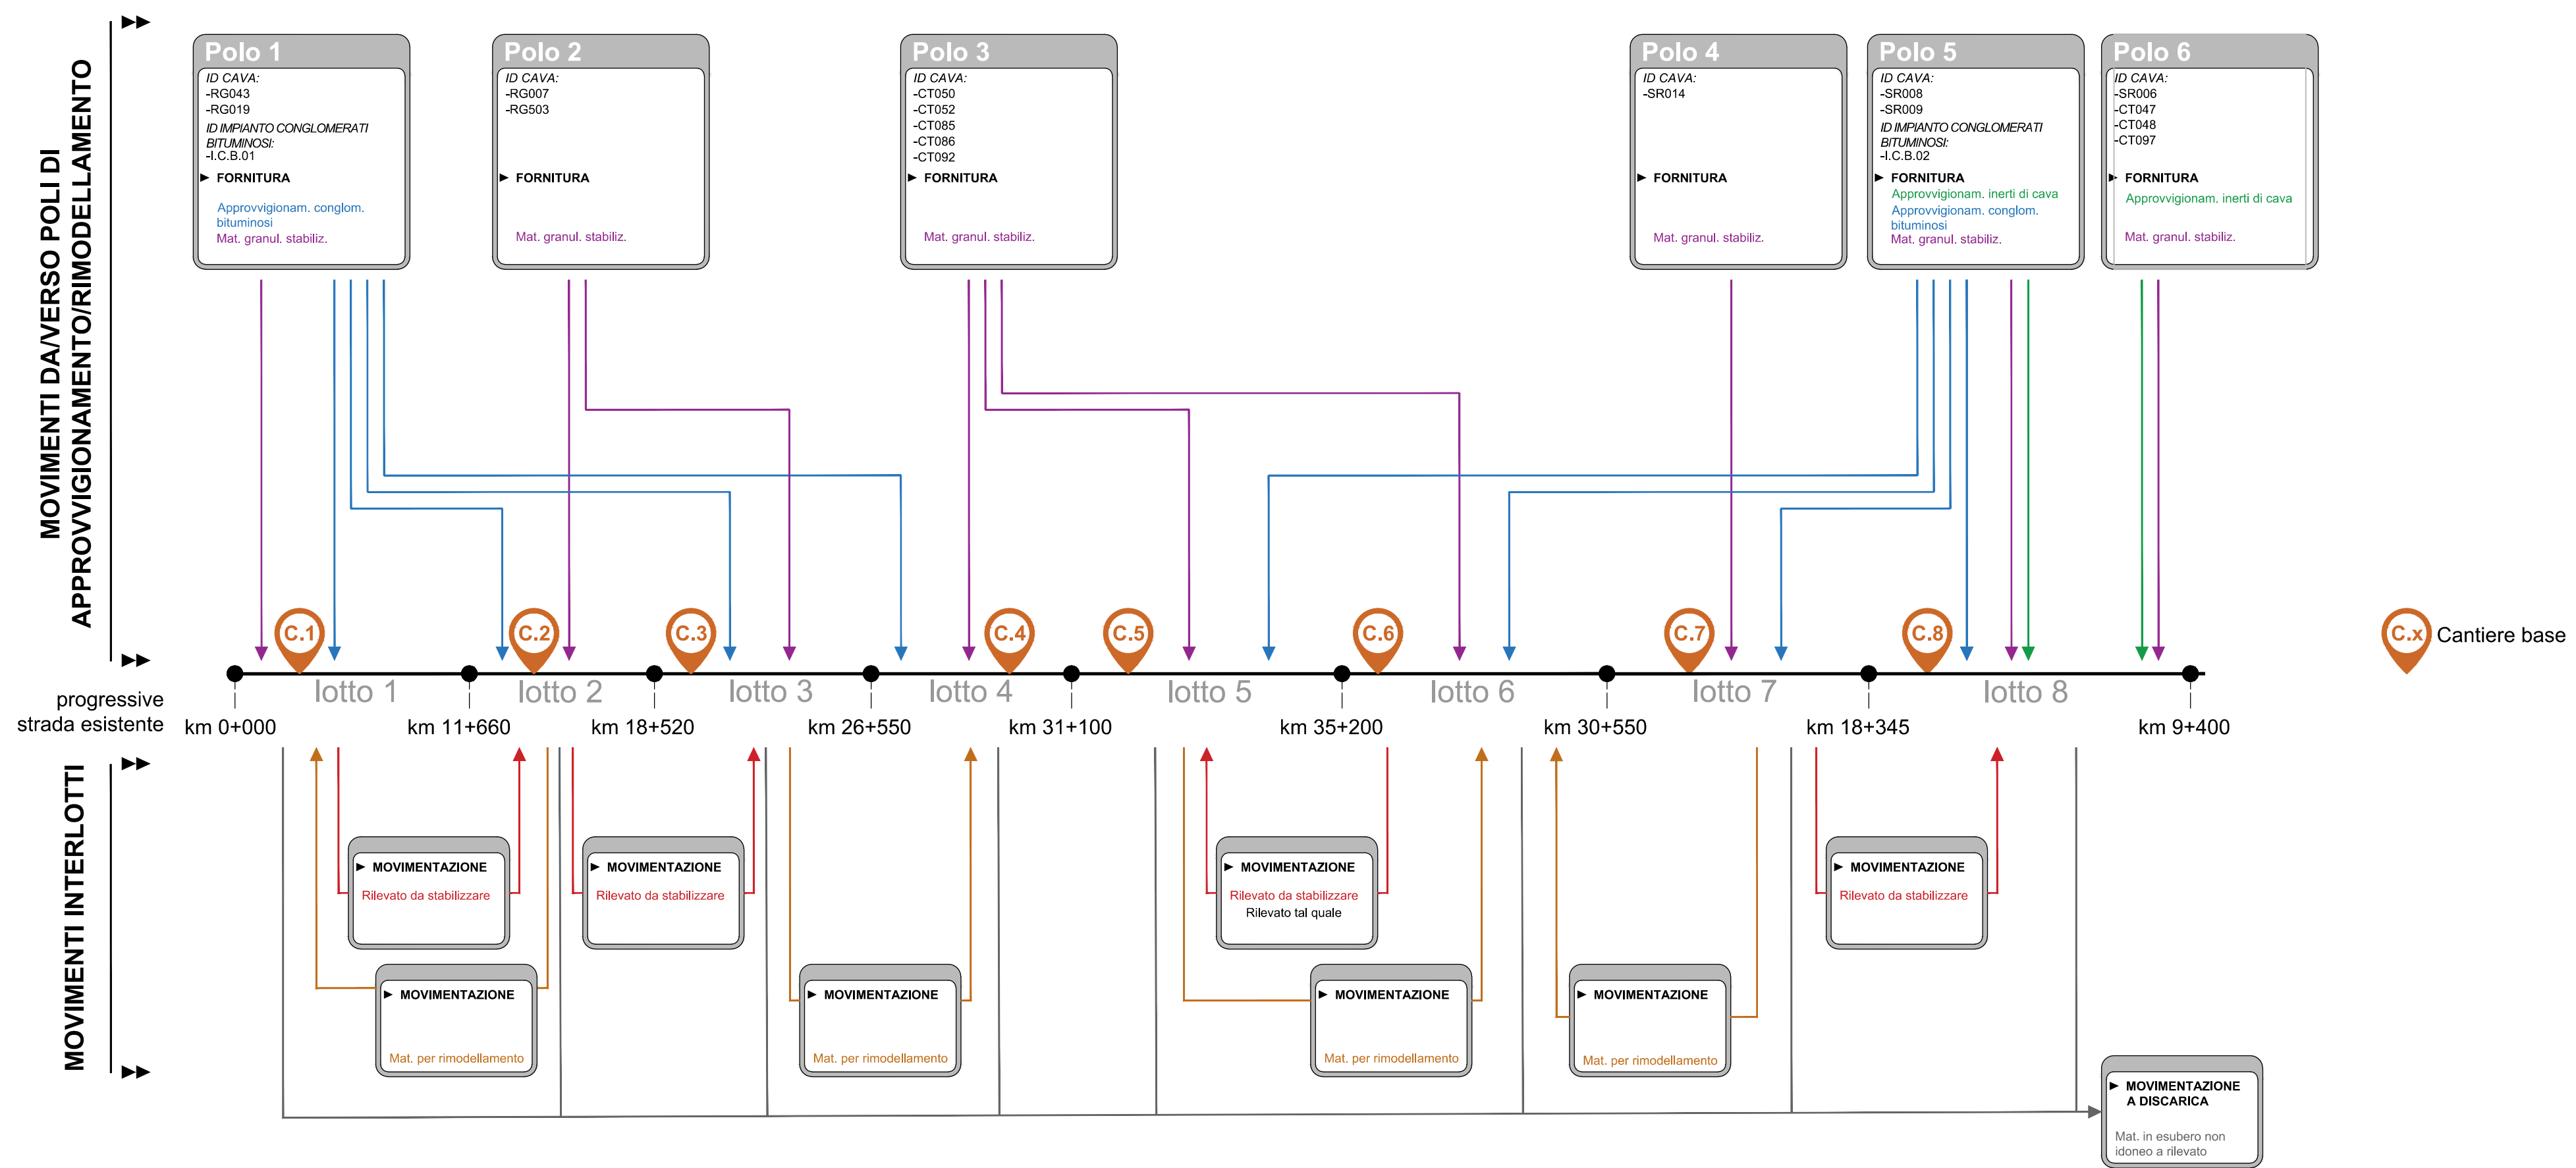 MOVIMENTI DA/VERSO POLI DI
APPROVVIGIONAMENTO/RIMODELLAMENTO
Polo 1
ID CAVA:
-RG043
-RG019
ID IMPIANTO CONGLOMERATI
BITUMINOSI:
-I.C.B.01
FORNITURA
Approvvigionam. conglom.
bituminosi
Mat. granul. stabiliz.
Polo 2
ID CAVA:
-RG007
-RG503
FORNITURA
Mat. granul. stabiliz.
Polo 3
ID CAVA:
-CT050
-CT052
-CT085
-CT086
-CT092
FORNITURA
Mat. granul. stabiliz.
Polo 4
ID CAVA:
-SR014
FORNITURA
Mat. granul. stabiliz.
Polo 5
ID CAVA:
-SR008
-SR009
ID IMPIANTO CONGLOMERATI
BITUMINOSI:
-I.C.B.02
FORNITURA
Approvvigionam. inerti di cava
Approvvigionam. conglom.
bituminosi
Mat. granul. stabiliz.
Polo 6
ID CAVA:
-SR006
-CT047
-CT048
-CT097
FORNITURA
Approvvigionam. inerti di cava
Mat. granul. stabiliz.
C.1
C.2
C.3
C.4
C.5
C.6
C.7
C.8
C.x Cantiere base
lotto 1
lotto 2
lotto 3
lotto 4
lotto 5
lotto 6
lotto 7
lotto 8
progressive
strada esistente
km 0+000
km 11+660
km 18+520
km 26+550
km 31+100
km 35+200
km 30+550
km 18+345
km 9+400
MOVIMENTI INTERLOTTI
MOVIMENTAZIONE
Rilevato da stabilizzare
MOVIMENTAZIONE
Rilevato da stabilizzare
MOVIMENTAZIONE
Rilevato da stabilizzare
Rilevato tal quale
MOVIMENTAZIONE
Rilevato da stabilizzare
MOVIMENTAZIONE
Mat. per rimodellamento
MOVIMENTAZIONE
Mat. per rimodellamento
MOVIMENTAZIONE
Mat. per rimodellamento
MOVIMENTAZIONE
Mat. per rimodellamento
MOVIMENTAZIONE
A DISCARICA
Mat. in esubero non
idoneo a rilevato